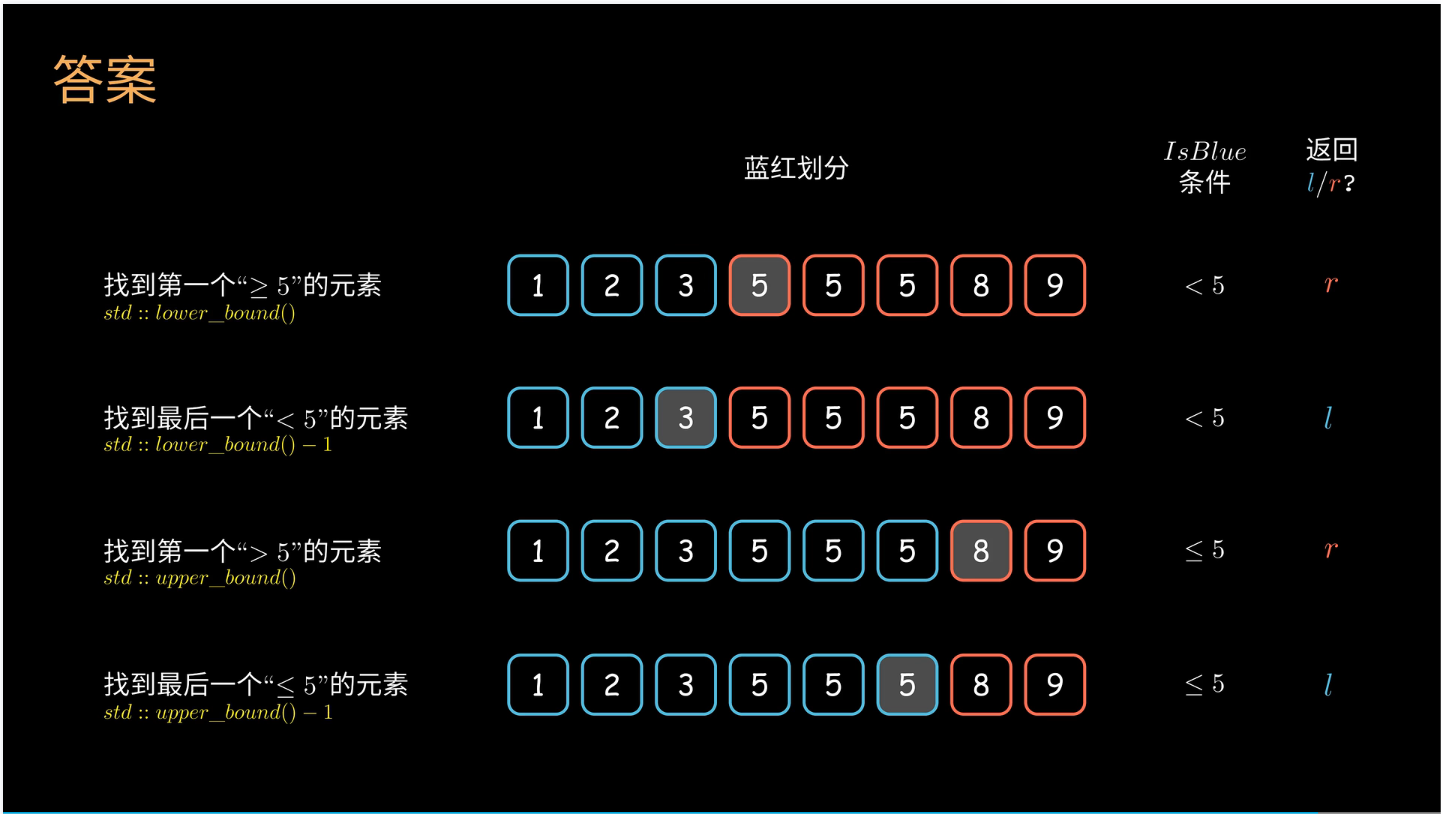 答案
蓝红划分
IsBlue
条件
返回
l/r?
找到第一个“≥ 5”的元素
std :: lower_bound()
1 2 3 5 5 5 8 9
< 5
r
找到最后一个“< 5”的元素
std :: lower_bound() − 1
1 2 3 5 5 5 8 9
< 5
l
找到第一个“> 5”的元素
std :: upper_bound()
1 2 3 5 5 5 8 9
≤ 5
r
找到最后一个“≤ 5”的元素
std :: upper_bound() − 1
1 2 3 5 5 5 8 9
≤ 5
l